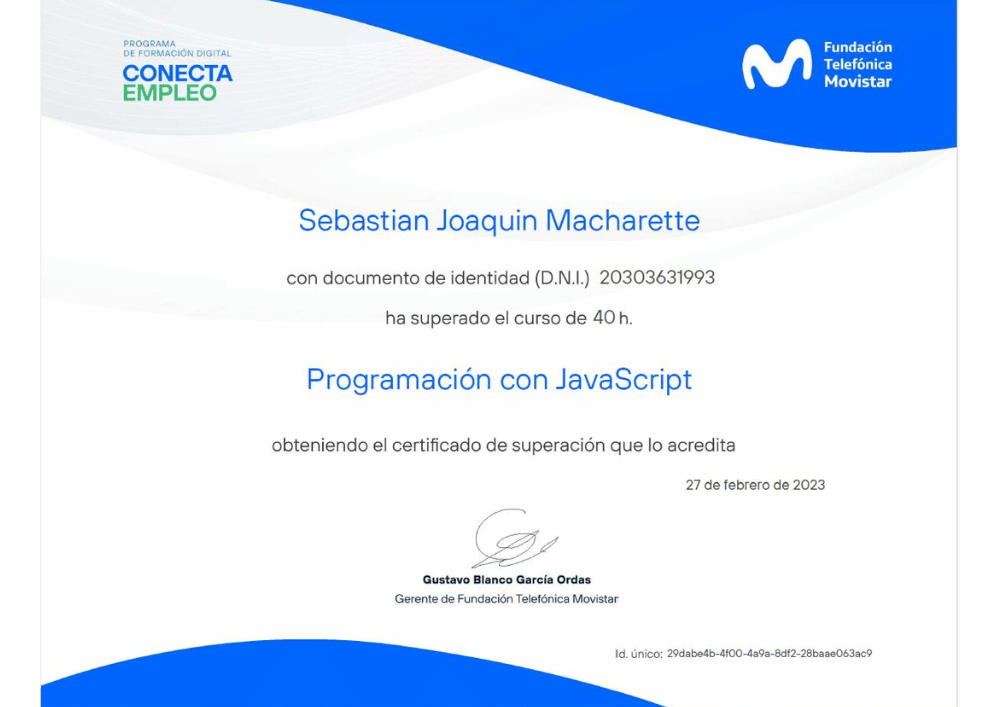 PROGRAMA
DE FORMACIÓN DIGITAL
CONECTA
EMPLEO
Fundación
Telefónica
Movistar
Sebastian Joaquin Macharette
con documento de identidad (D.N.I.) 20303631993
ha superado el curso de 40 h.
Programación con JavaScript
obteniendo el certificado de superación que lo acredita
27 de febrero de 2023
Gustavo Blanco García Ordas
Gerente de Fundación Telefónica Movistar
Id. único: 29dabe4b-4f00-4a9a-8df2-28baae063ac9